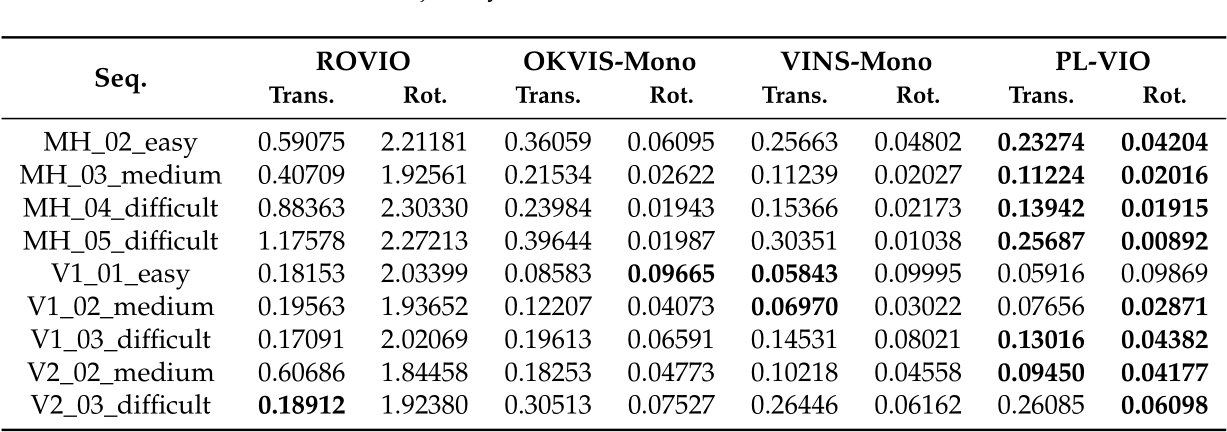 ROVIO OKVIS-Mono VINS-Mono PL-VIO
Seq.
Trans. Rot. Trans. Rot. Trans. Rot. Trans. Rot.
MH_02_easy 0.59075 2.21181 0.36059 0.06095 0.25663 0.04802 0.23274 0.04204
MH_03_medium 0.40709 1.92561 0.21534 0.02622 0.11239 0.02027 0.11224 0.02016
MH_04_difficult 0.88363 2.30330 0.23984 0.01943 0.15366 0.02173 0.13942 0.01915
MH_05_difficult 1.17578 2.27213 0.39644 0.01987 0.30351 0.01038 0.25687 0.00892
V1_01_easy 0.18153 2.03399 0.08583 0.09665 0.05843 0.09995 0.05916 0.09869
V1_02_medium 0.19563 1.93652 0.12207 0.04073 0.06970 0.03022 0.07656 0.02871
V1_03_difficult 0.17091 2.02069 0.19613 0.06591 0.14531 0.08021 0.13016 0.04382
V2_02_medium 0.60686 1.84458 0.18253 0.04773 0.10218 0.04558 0.09450 0.04177
V2_03_difficult 0.18912 1.92380 0.30513 0.07527 0.26446 0.06162 0.26085 0.06098